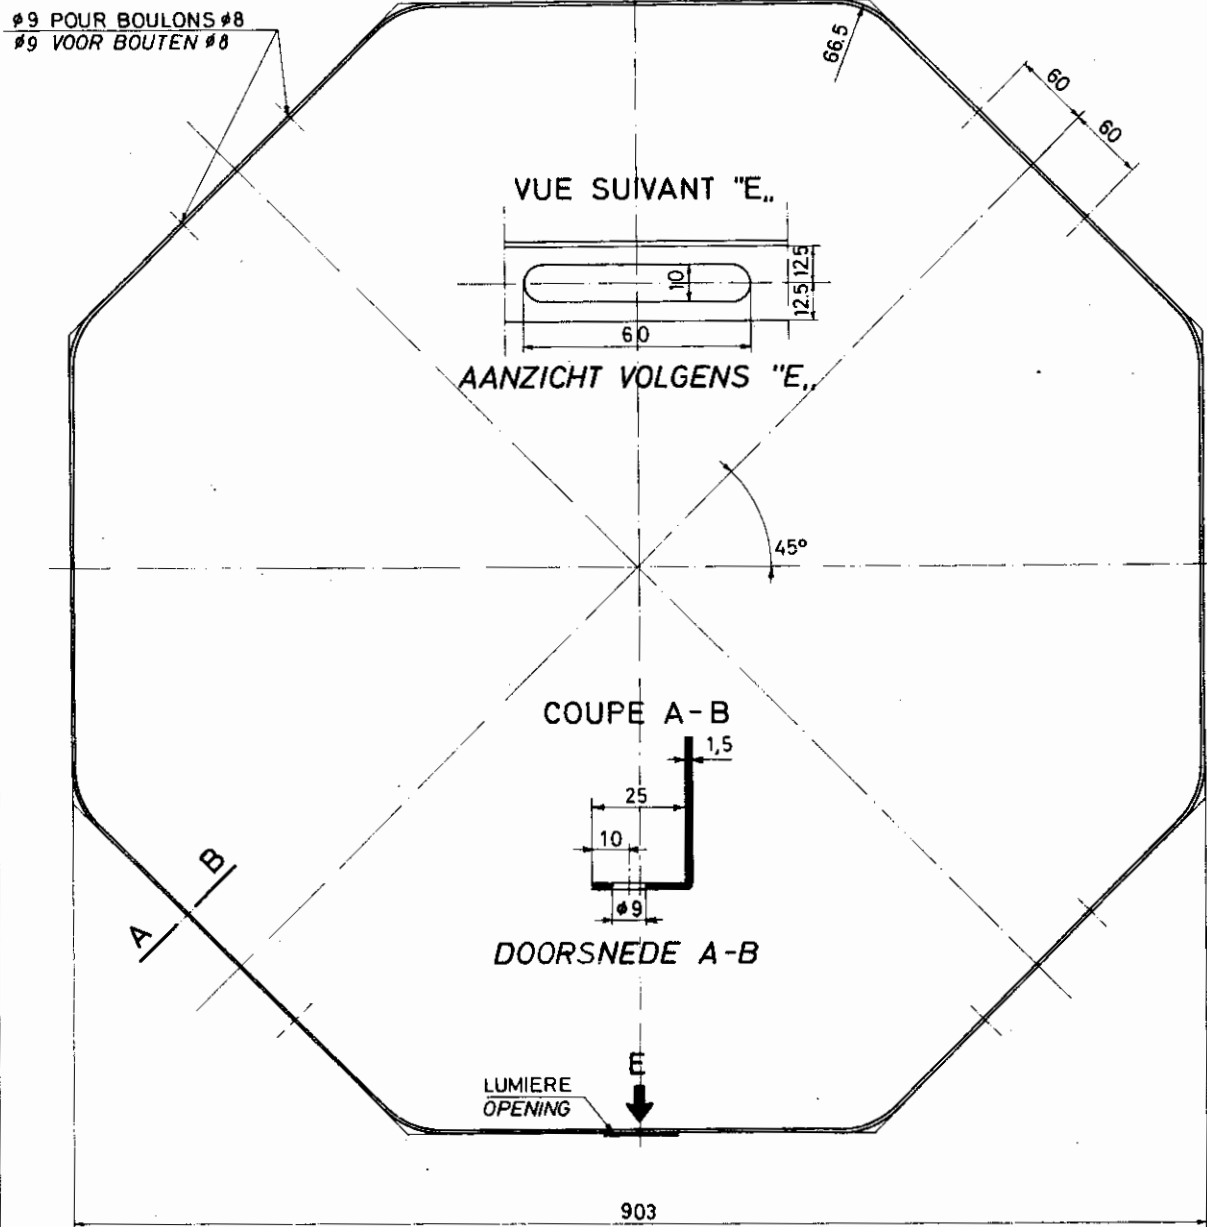 ø9 POUR BOULONS ø8
ø9 VOOR BOUTEN ø8
66.5
60
60
VUE SUIVANT "E„
10
12.5
12.5
60
AANZICHT VOLGENS "E„
45°
COUPE A-B
1,5
25
10
ø9
DOORSNEDE A-B
B
A
E
LUMIERE
OPENING
903